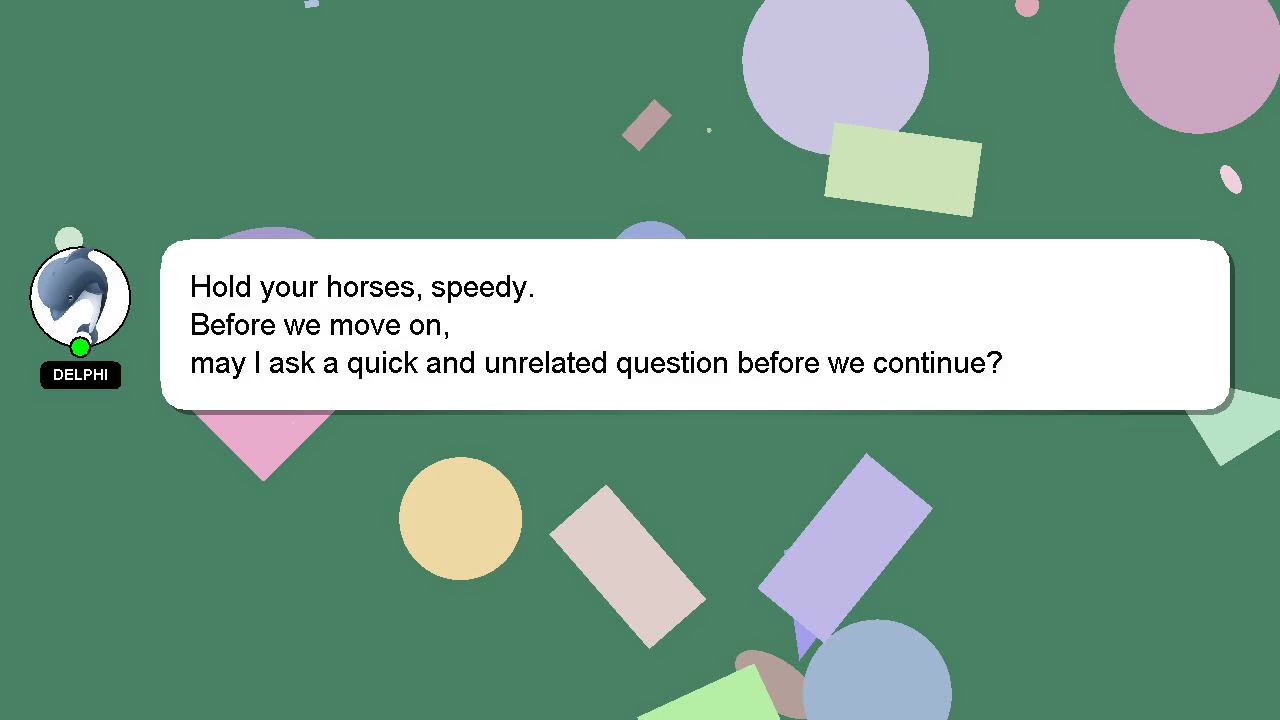 Hold your horses, speedy.
Before we move on,
may I ask a quick and unrelated question before we continue?
DELPHI